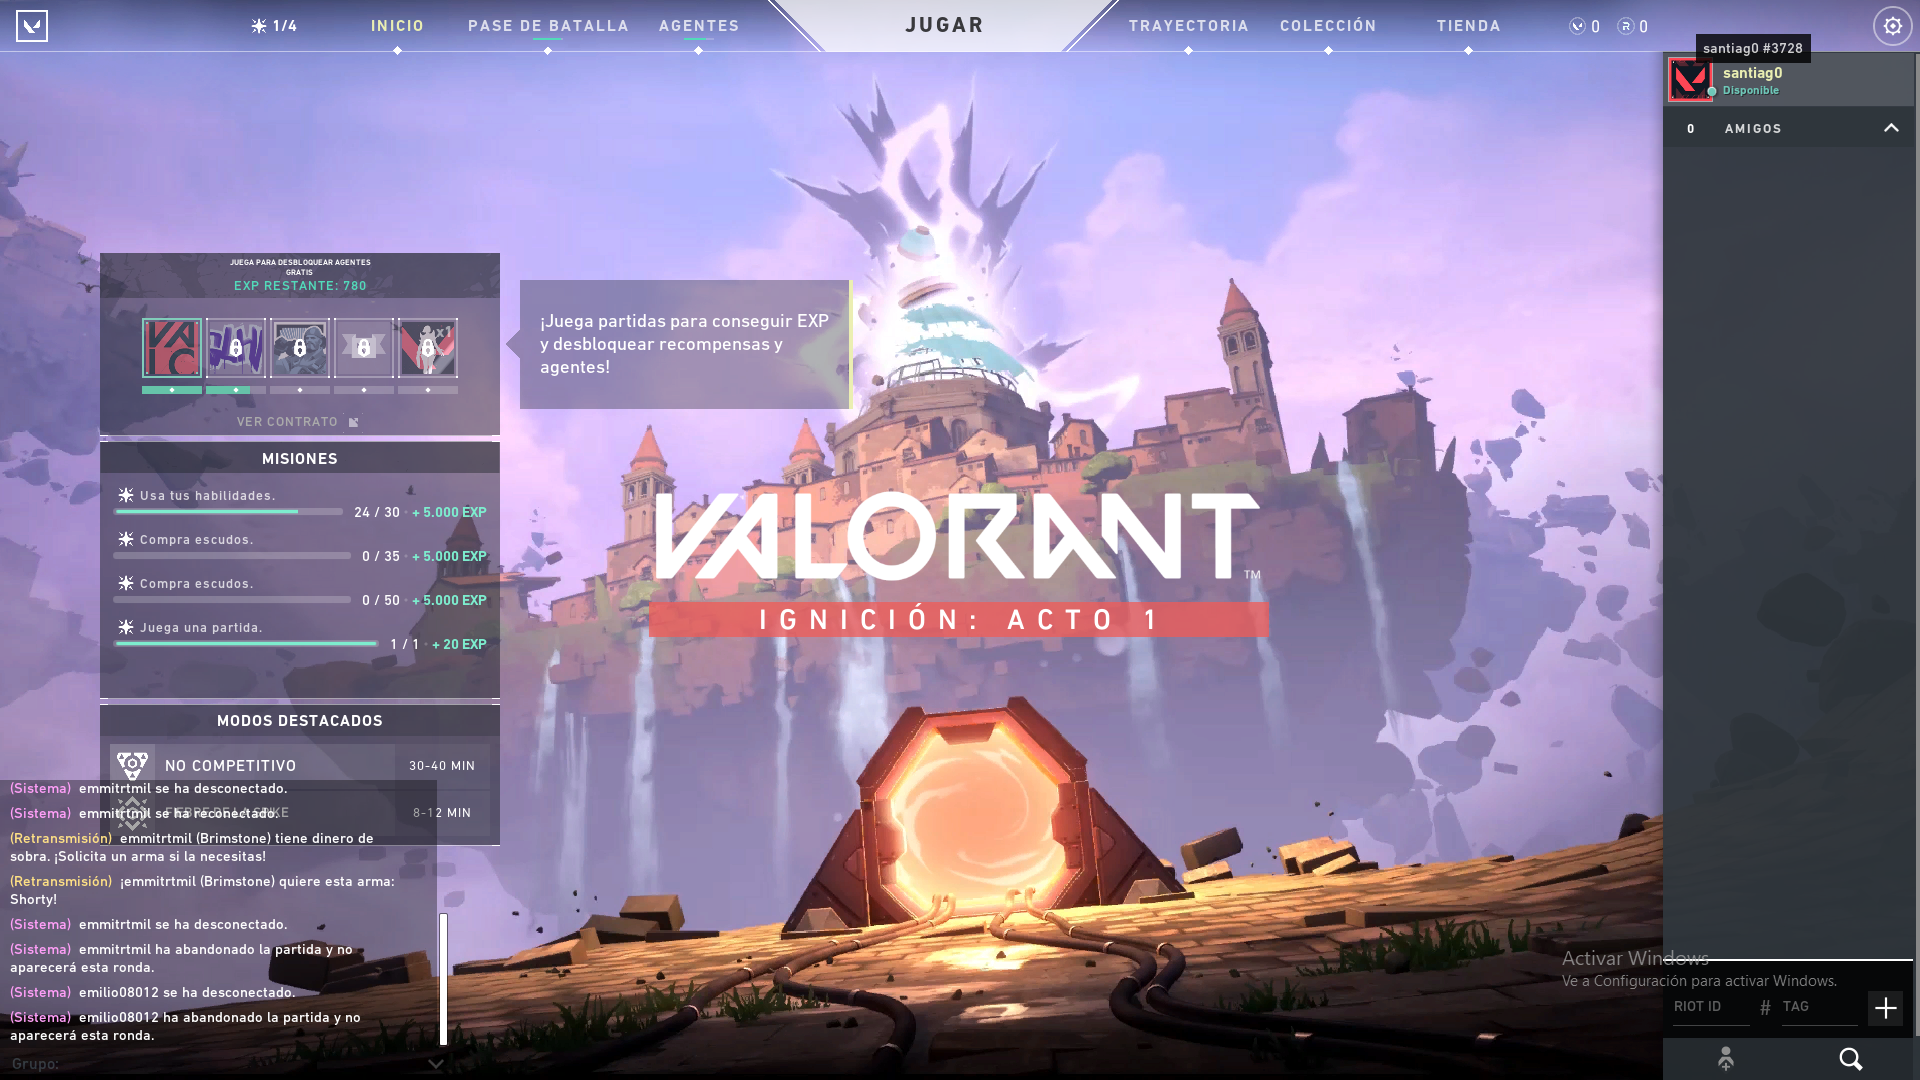 1/4
INICIO
PASE DE BATALLA
AGENTES
JUGAR
TRAYECTORIA
COLECCIÓN
TIENDA
0
0
santiag0 #3728
santiag0
Disponible
0 AMIGOS
JUEGA PARA DESBLOQUEAR AGENTES
GRATIS
EXP RESTANTE: 780
x1
VER CONTRATO
¡Juega partidas para conseguir EXP
y desbloquear recompensas y
agentes!
MISIONES
Usa tus habilidades.
24 / 30 + 5.000 EXP
Compra escudos.
0 / 35 + 5.000 EXP
Compra escudos.
0 / 50 + 5.000 EXP
Juega una partida.
1 / 1 + 20 EXP
VALORANT™
IGNICIÓN: ACTO 1
MODOS DESTACADOS
NO COMPETITIVO 30-40 MIN
FIEBRE DE LA SPIKE 8-12 MIN
(Sistema) emmitrtmil se ha desconectado.
(Sistema) emmitrtmil se ha reconectado.
(Retransmisión) emmitrtmil (Brimstone) tiene dinero de
sobra. ¡Solicita un arma si la necesitas!
(Retransmisión) ¡emmitrtmil (Brimstone) quiere esta arma:
Shorty!
(Sistema) emmitrtmil se ha desconectado.
(Sistema) emmitrtmil ha abandonado la partida y no
aparecerá esta ronda.
(Sistema) emilio08012 se ha desconectado.
(Sistema) emilio08012 ha abandonado la partida y no
aparecerá esta ronda.
Grupo:
Activar Windows
Ve a Configuración para activar Windows.
RIOT ID # TAG